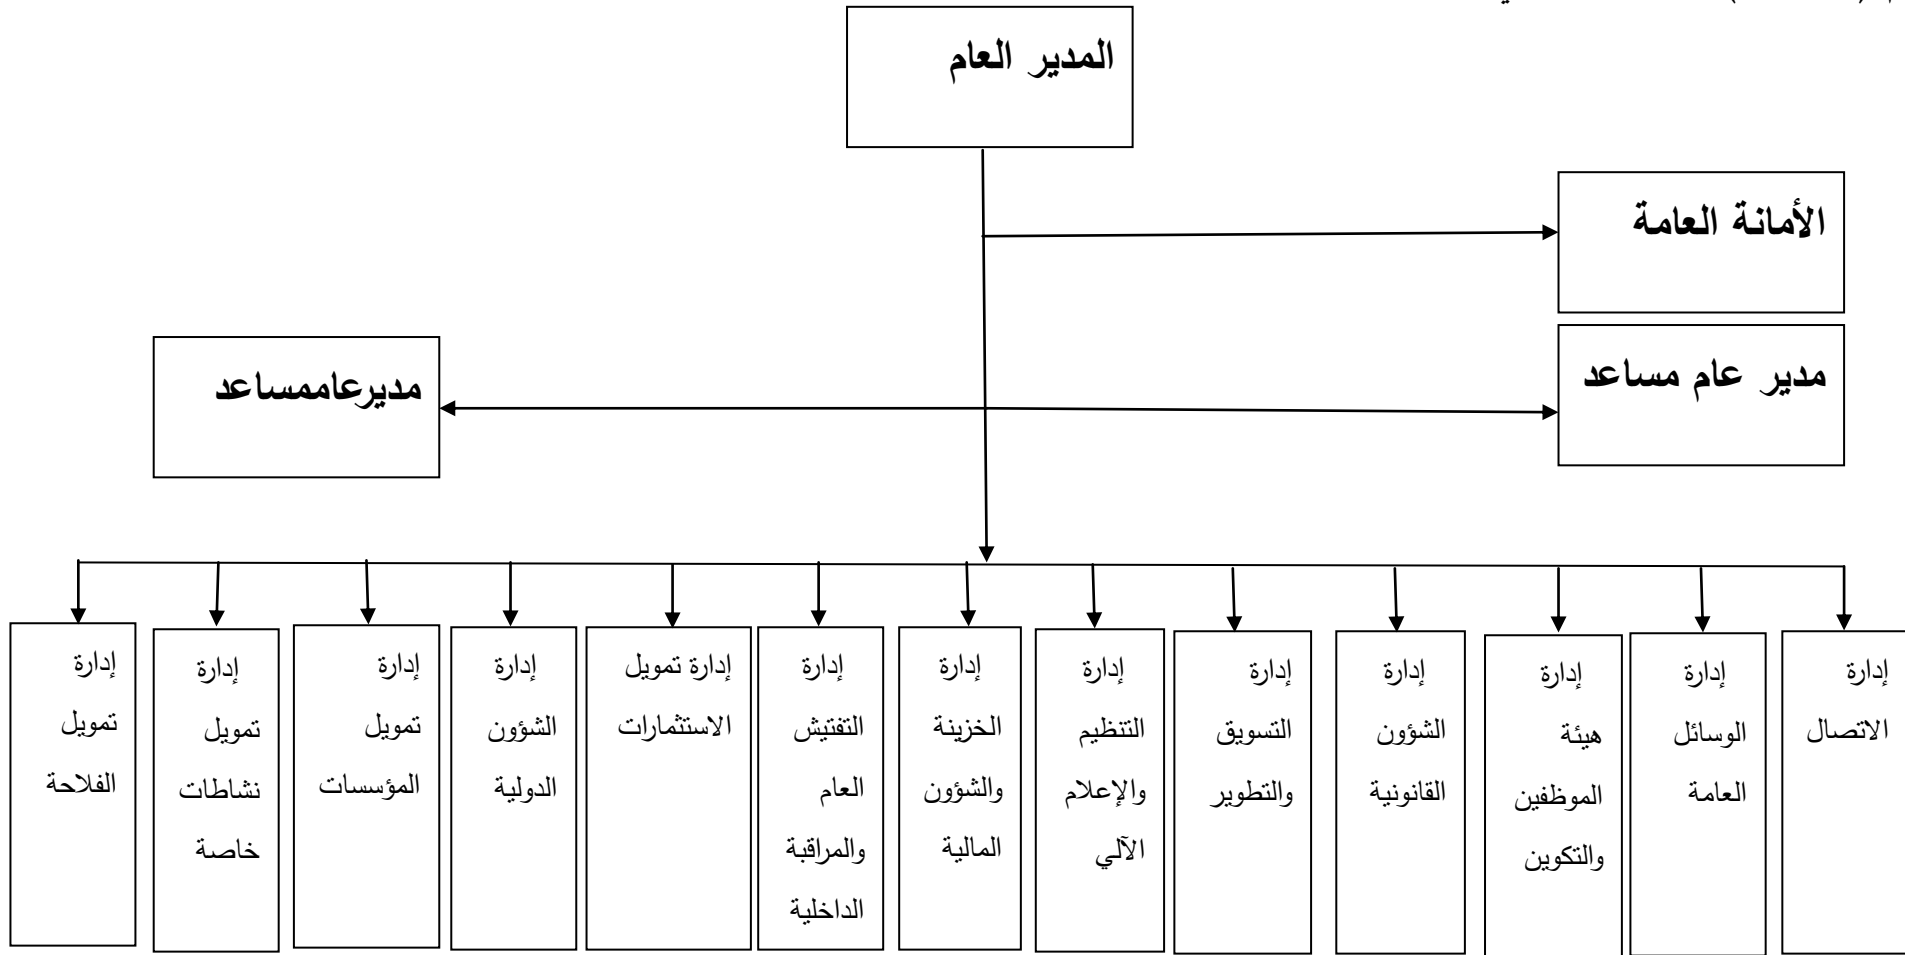 المدير العام
الأمانة العامة
مدير عام مساعد
مديرعاممساعد
إدارة
الاتصال
إدارة
الوسائل
العامة
إدارة
هيئة
الموظفين
والتكوين
إدارة
الشؤون
القانونية
إدارة
التسويق
والتطوير
إدارة
التنظيم
والإعلام
الآلي
إدارة
الخزينة
والشؤون
المالية
إدارة
التفتيش
العام
والمراقبة
الداخلية
إدارة تمويل
الاستثمارات
إدارة
الشؤون
الدولية
إدارة
تمويل
المؤسسات
إدارة
تمويل
نشاطات
خاصة
إدارة
تمويل
الفلاحة